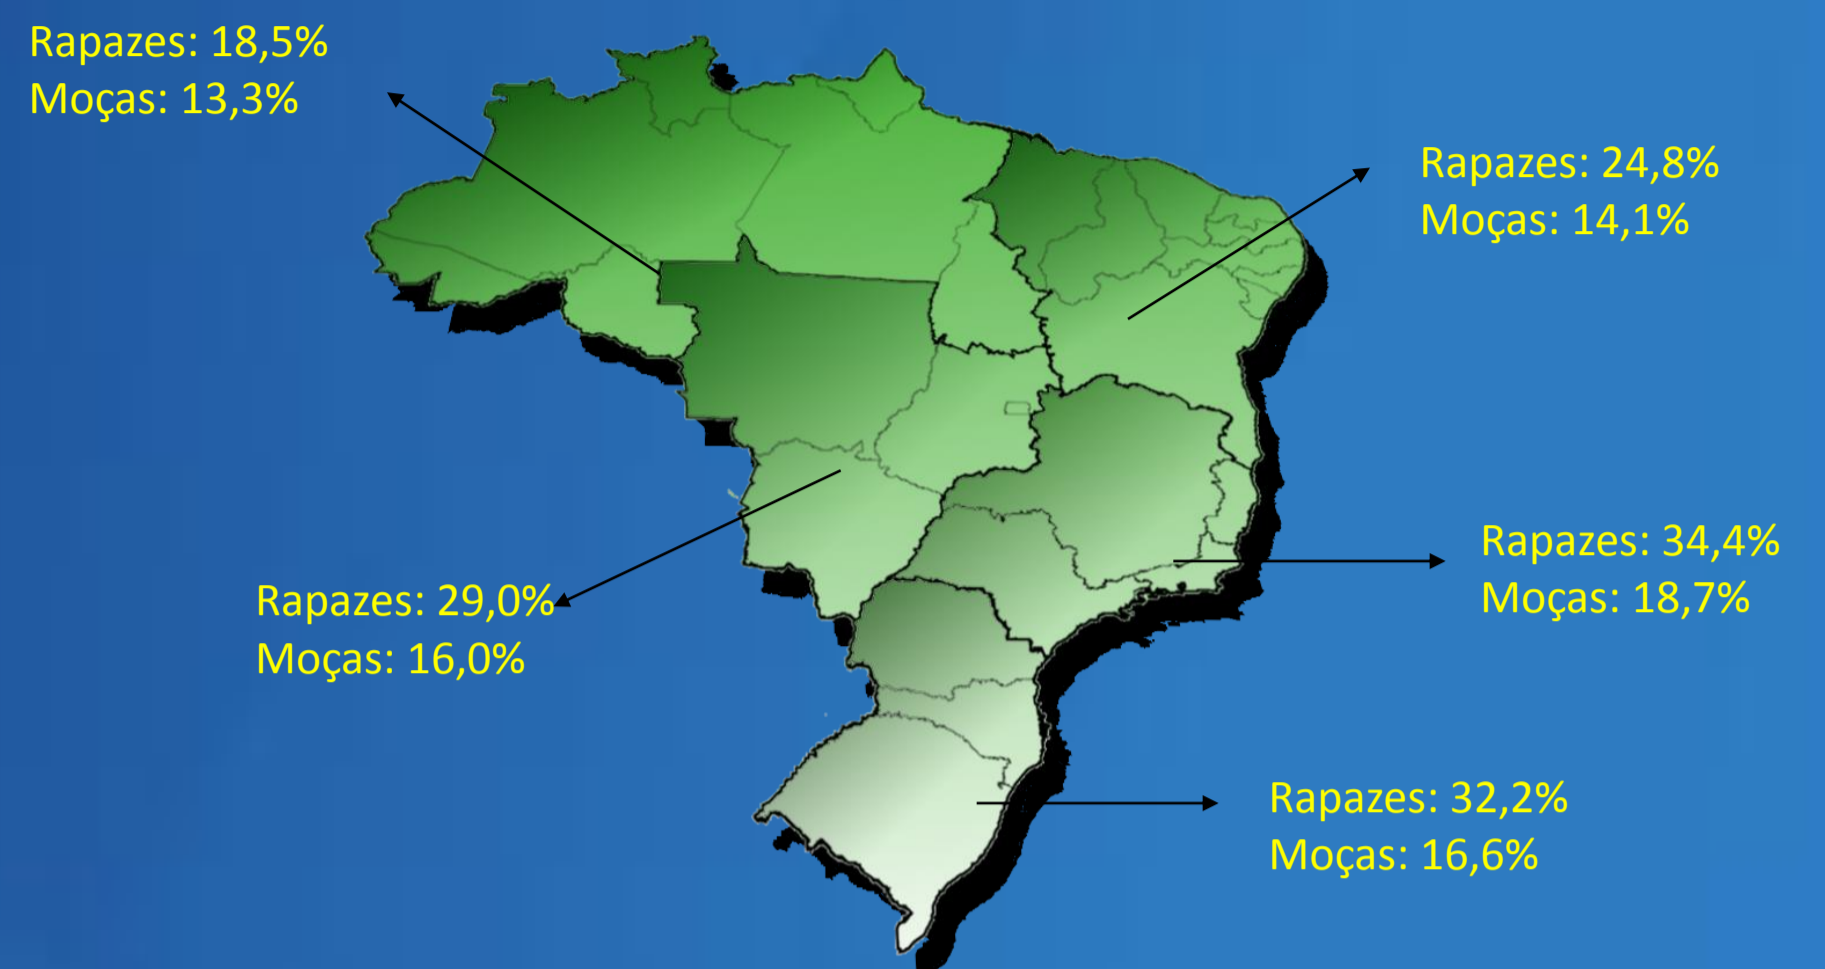 Rapazes: 18,5%
Moças: 13,3%
Rapazes: 24,8%
Moças: 14,1%
Rapazes: 34,4%
Moças: 18,7%
Rapazes: 29,0%
Moças: 16,0%
Rapazes: 32,2%
Moças: 16,6%